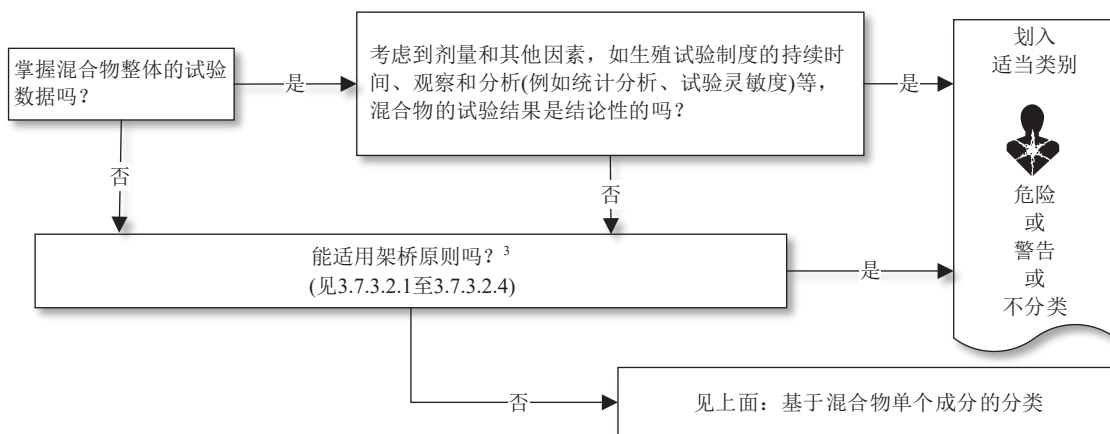 掌握混合物整体的试验
数据吗？
是
考虑到剂量和其他因素，如生殖试验制度的持续时
间、观察和分析(例如统计分析、试验灵敏度)等，
混合物的试验结果是结论性的吗？
是
划入
适当类别
危险
或
警告
或
不分类
否
否
能适用架桥原则吗？³
(见3.7.3.2.1至3.7.3.2.4)
是
否
见上面：基于混合物单个成分的分类